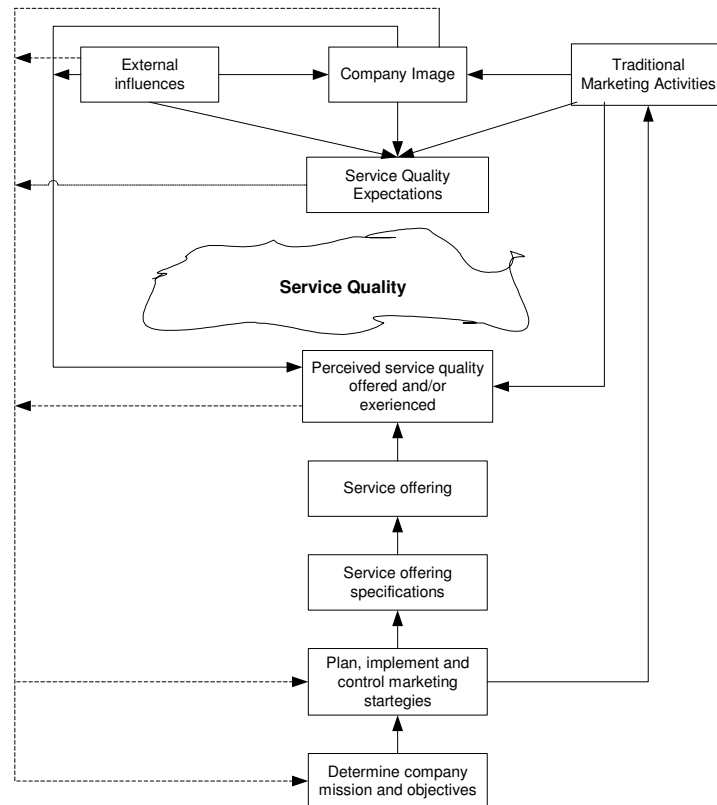 External
influences
Company Image
Traditional
Marketing Activities
Service Quality
Expectations
Service Quality
Perceived service quality
offered and/or
exerienced
Service offering
Service offering
specifications
Plan, implement and
control marketing
startegies
Determine company
mission and objectives